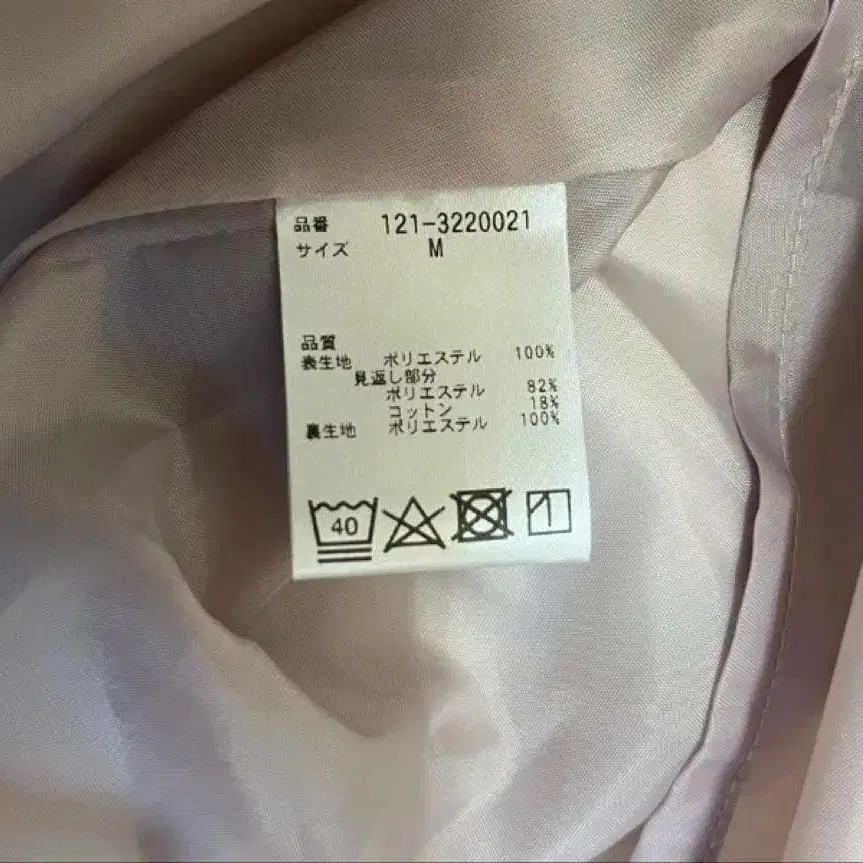 品番 121-3220021
サイズ M
品質
表生地 ポリエステル 100%
見返し部分
ポリエステル 82%
コットン 18%
裏生地 ポリエステル 100%
40